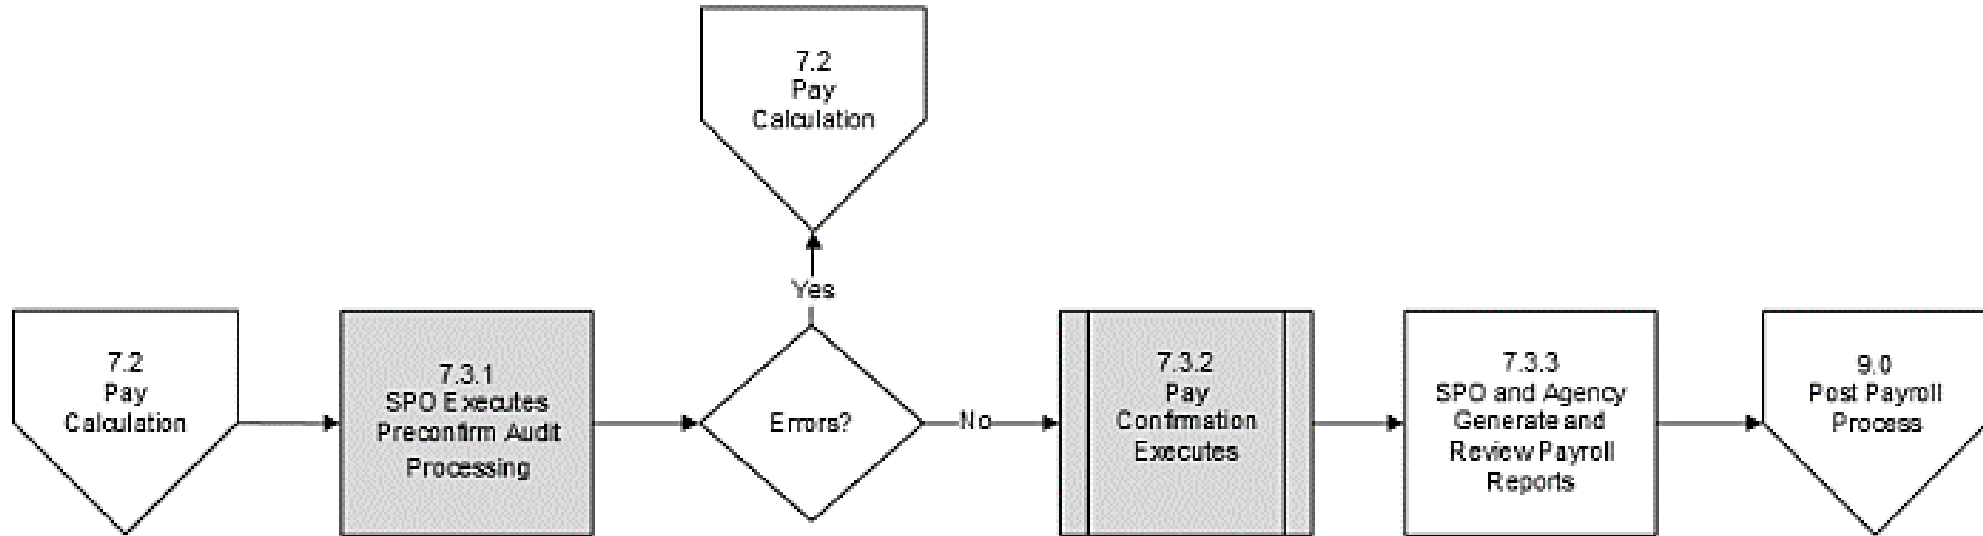 7.2
Pay
Calculation
Yes
7.2
Pay
Calculation
7.3.1
SPO Executes
Preconfirm Audit
Processing
Errors?
No
7.3.2
Pay
Confirmation
Executes
7.3.3
SPO and Agency
Generate and
Review Payroll
Reports
9.0
Post Payroll
Process